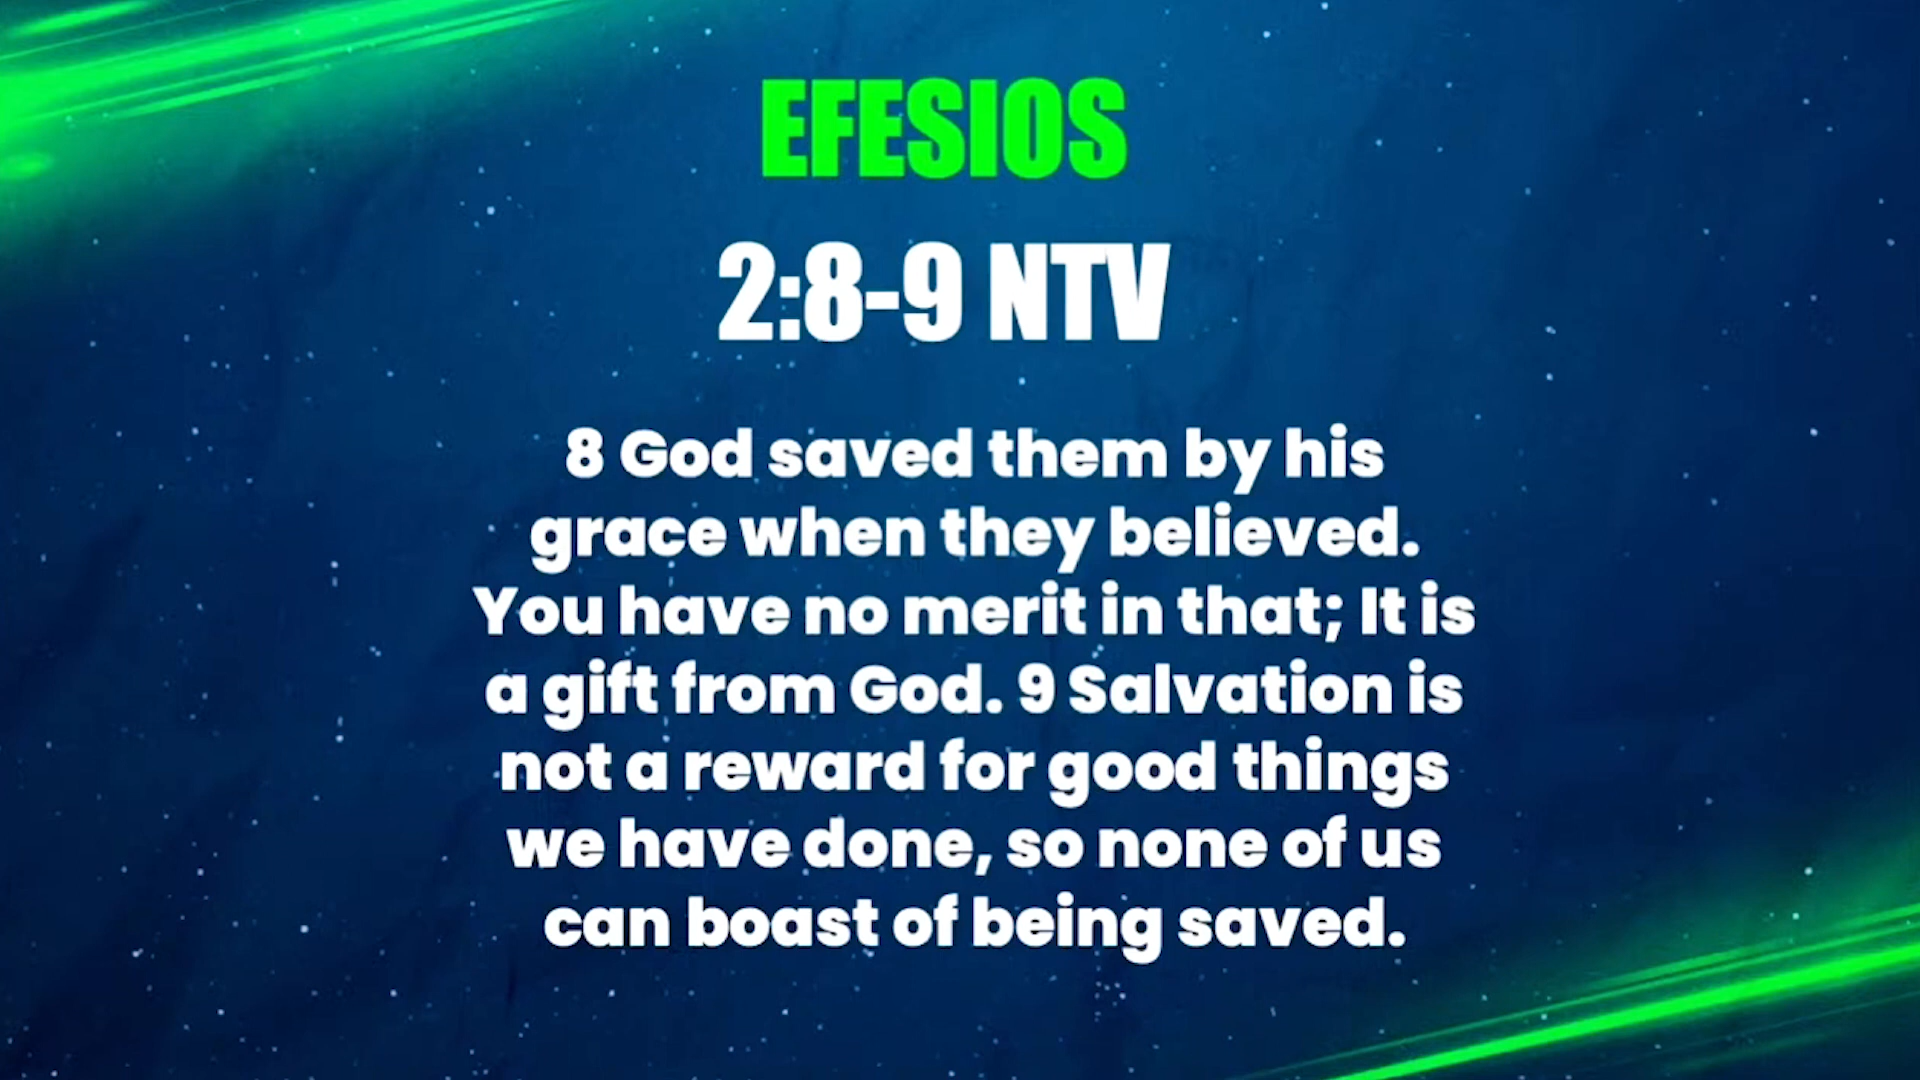 EFESIOS
2:8-9 NTV
8 God saved them by his
grace when they believed.
You have no merit in that; It is
a gift from God. 9 Salvation is
not a reward for good things
we have done, so none of us
can boast of being saved.